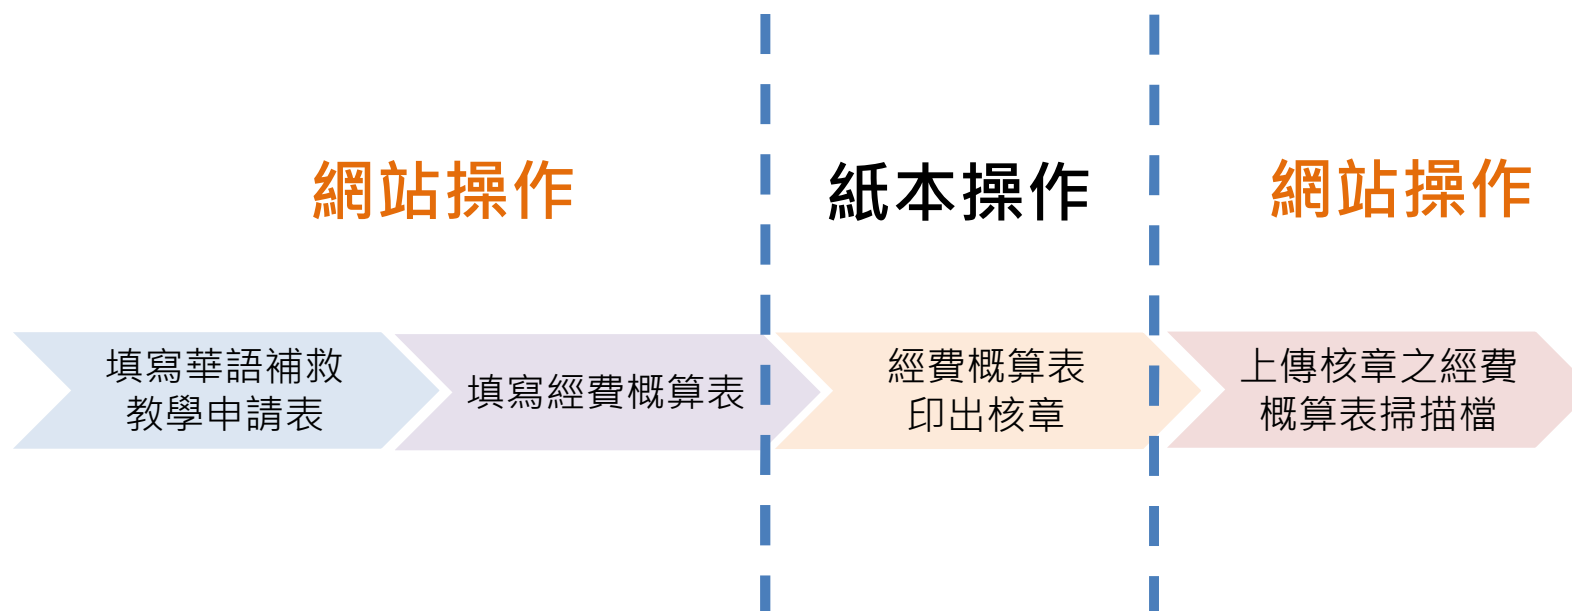 網站操作
紙本操作
網站操作
填寫華語補救
教學申請表
填寫經費概算表
經費概算表
印出核章
上傳核章之經費
概算表掃描檔